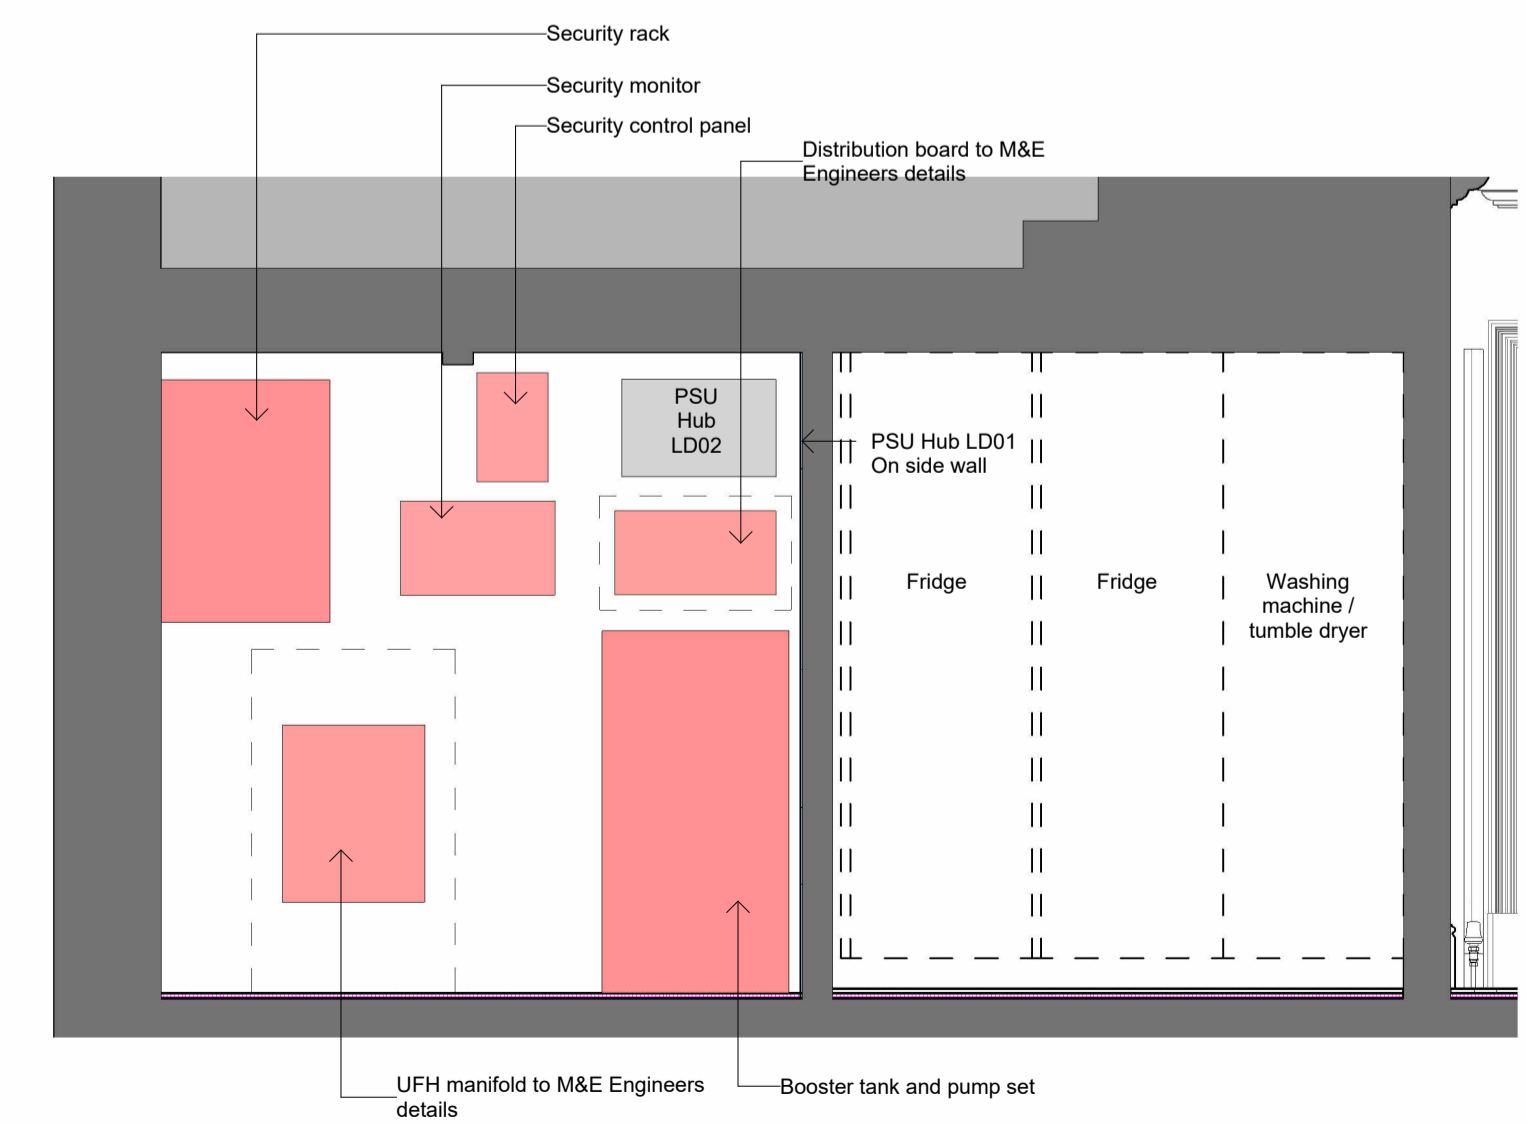 Security rack
Security monitor
Security control panel
Distribution board to M&E
Engineers details
PSU
Hub
LD02
PSU Hub LD01
On side wall
Fridge
Fridge
Washing
machine /
tumble dryer
UFH manifold to M&E Engineers
details
Booster tank and pump set